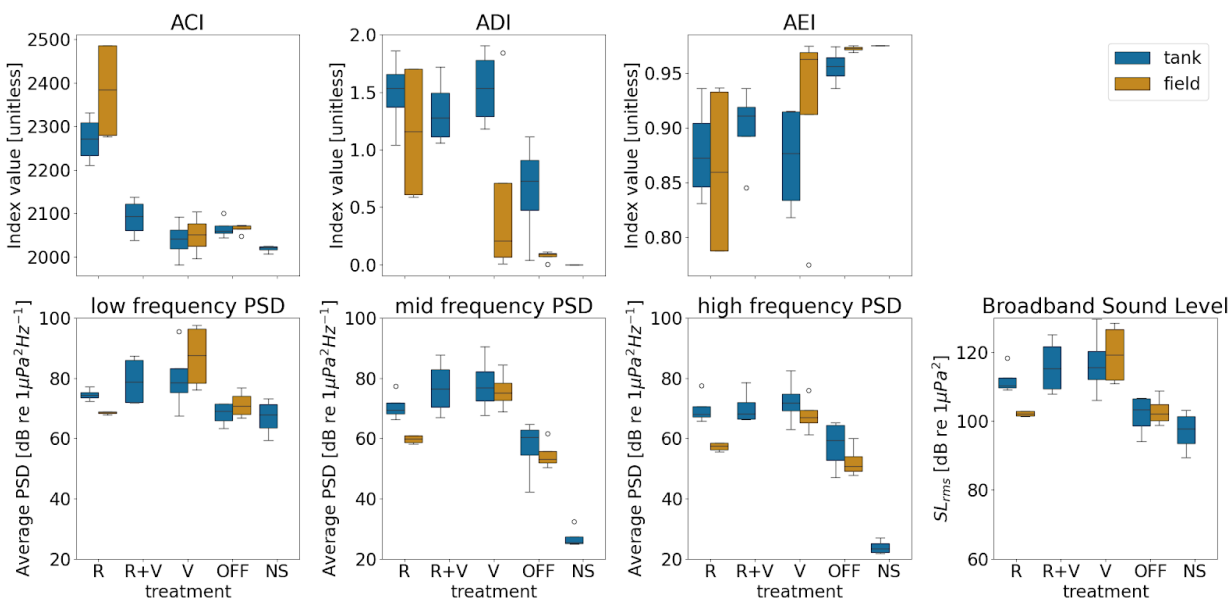 ACI
ADI
AEI
Index value [unitless]
2500
2400
2300
2200
2100
2000
Index value [unitless]
2.0
1.5
1.0
0.5
0.0
Index value [unitless]
0.95
0.90
0.85
0.80
tank
field
low frequency PSD
mid frequency PSD
high frequency PSD
Broadband Sound Level
Average PSD [dB re 1μPa²Hz⁻¹]
100
80
60
40
20
R R+V V OFF NS
treatment
Average PSD [dB re 1μPa²Hz⁻¹]
100
80
60
40
20
R R+V V OFF NS
treatment
Average PSD [dB re 1μPa²Hz⁻¹]
100
80
60
40
20
R R+V V OFF NS
treatment
SLrms [dB re 1μPa²]
120
100
80
60
R R+V V OFF NS
treatment